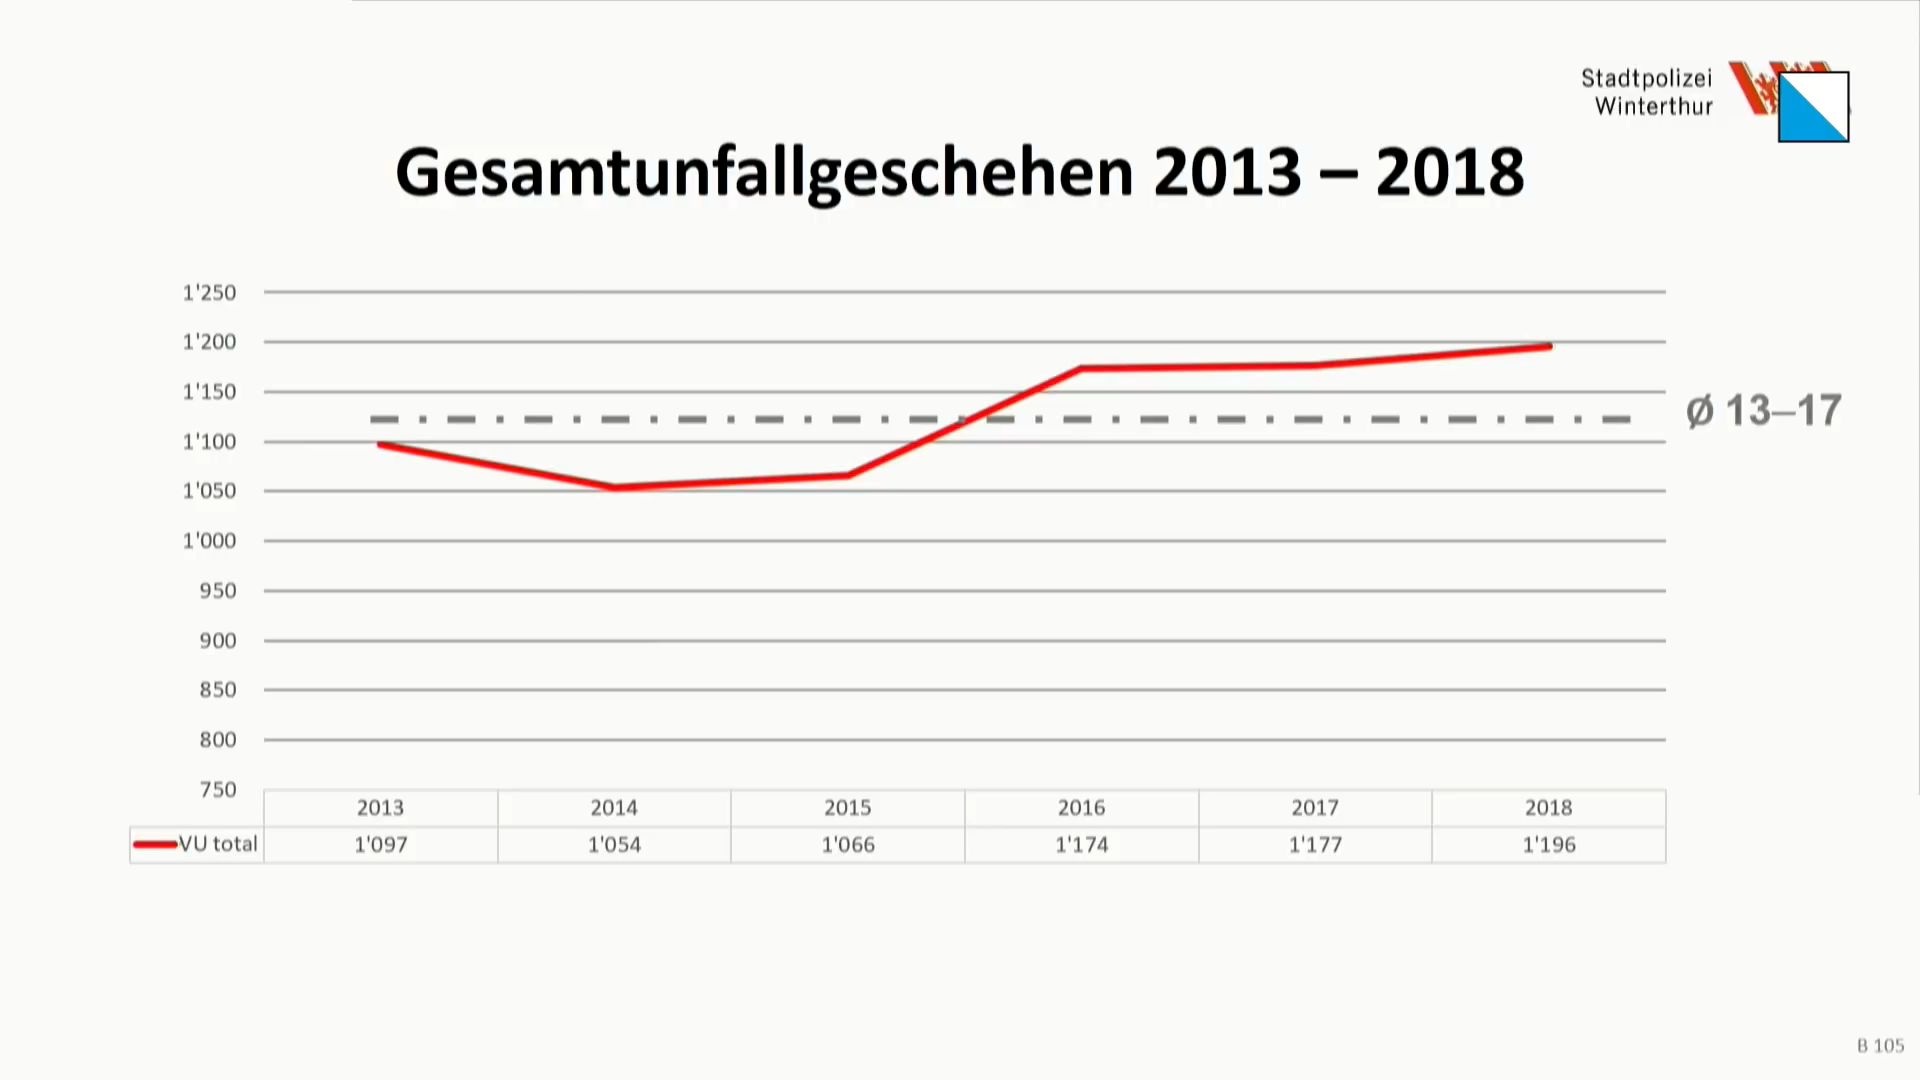 Stadtpolizei
Winterthur
Gesamtunfallgeschehen 2013 – 2018
1'250
1'200
1'150
Ø 13–17
1'100
1'050
1'000
950
900
850
800
750
2013 2014 2015 2016 2017 2018
VU total 1'097 1'054 1'066 1'174 1'177 1'196
B 105